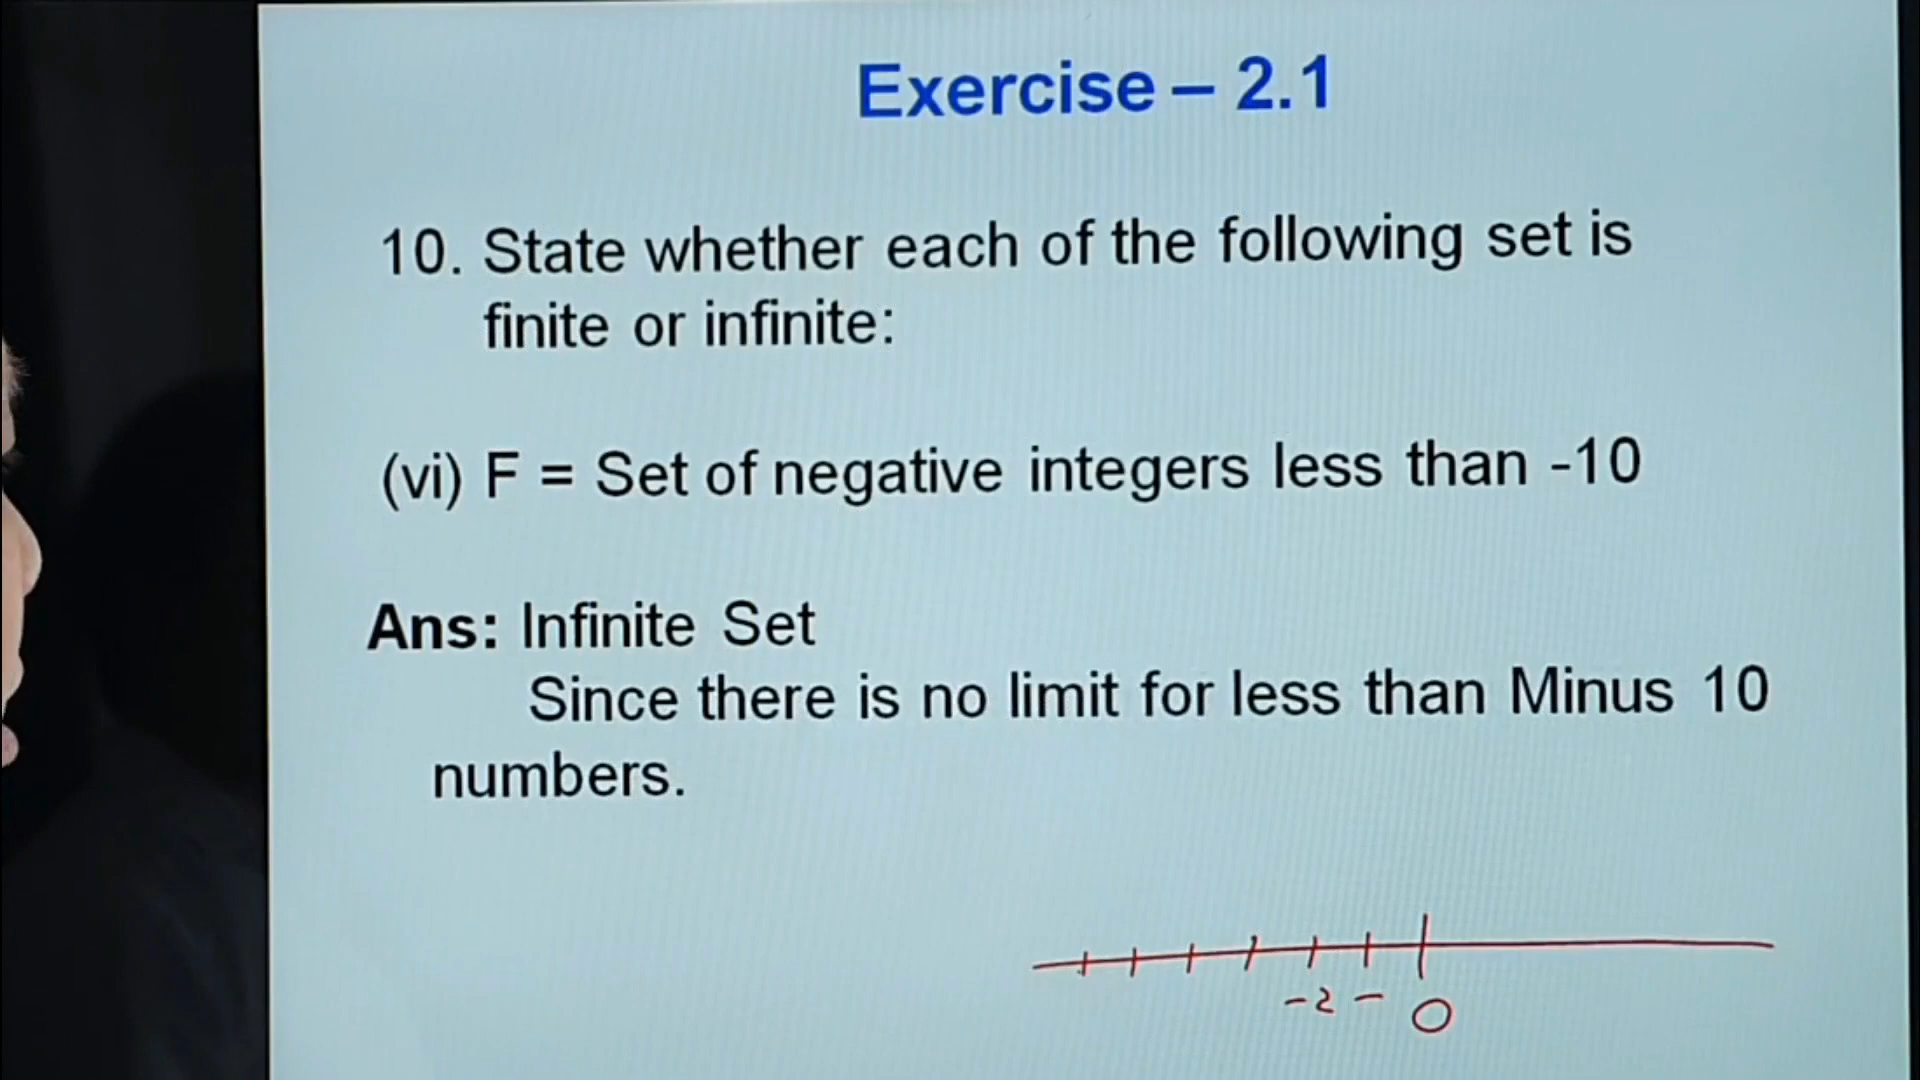 Exercise – 2.1
10. State whether each of the following set is
finite or infinite:
(vi) F = Set of negative integers less than -10
Ans: Infinite Set
Since there is no limit for less than Minus 10
numbers.
-2 - 0